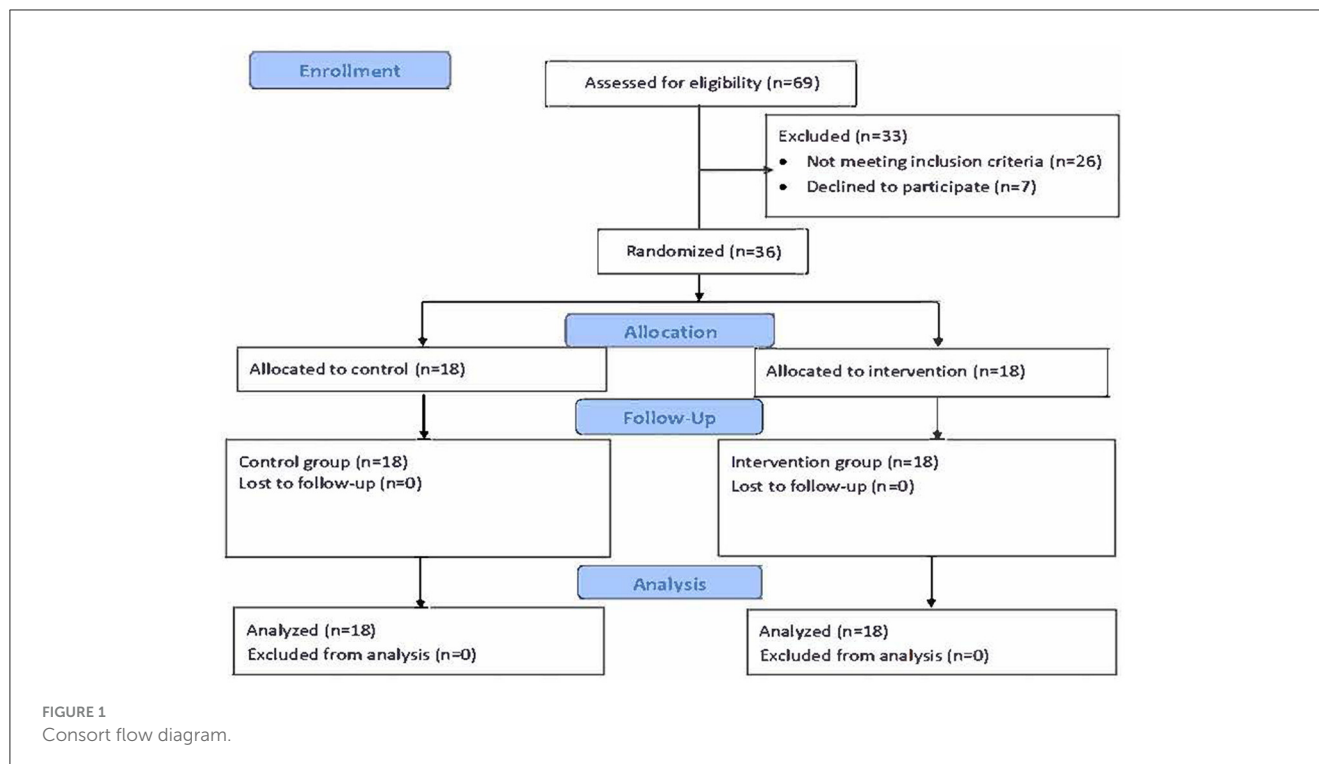 Enrollment
Assessed for eligibility (n=69)
Excluded (n=33)
• Not meeting inclusion criteria (n=26)
• Declined to participate (n=7)
Randomized (n=36)
Allocation
Allocated to control (n=18)
Allocated to intervention (n=18)
Follow-Up
Control group (n=18)
Lost to follow-up (n=0)
Intervention group (n=18)
Lost to follow-up (n=0)
Analysis
Analyzed (n=18)
Excluded from analysis (n=0)
Analyzed (n=18)
Excluded from analysis (n=0)
FIGURE 1
Consort flow diagram.